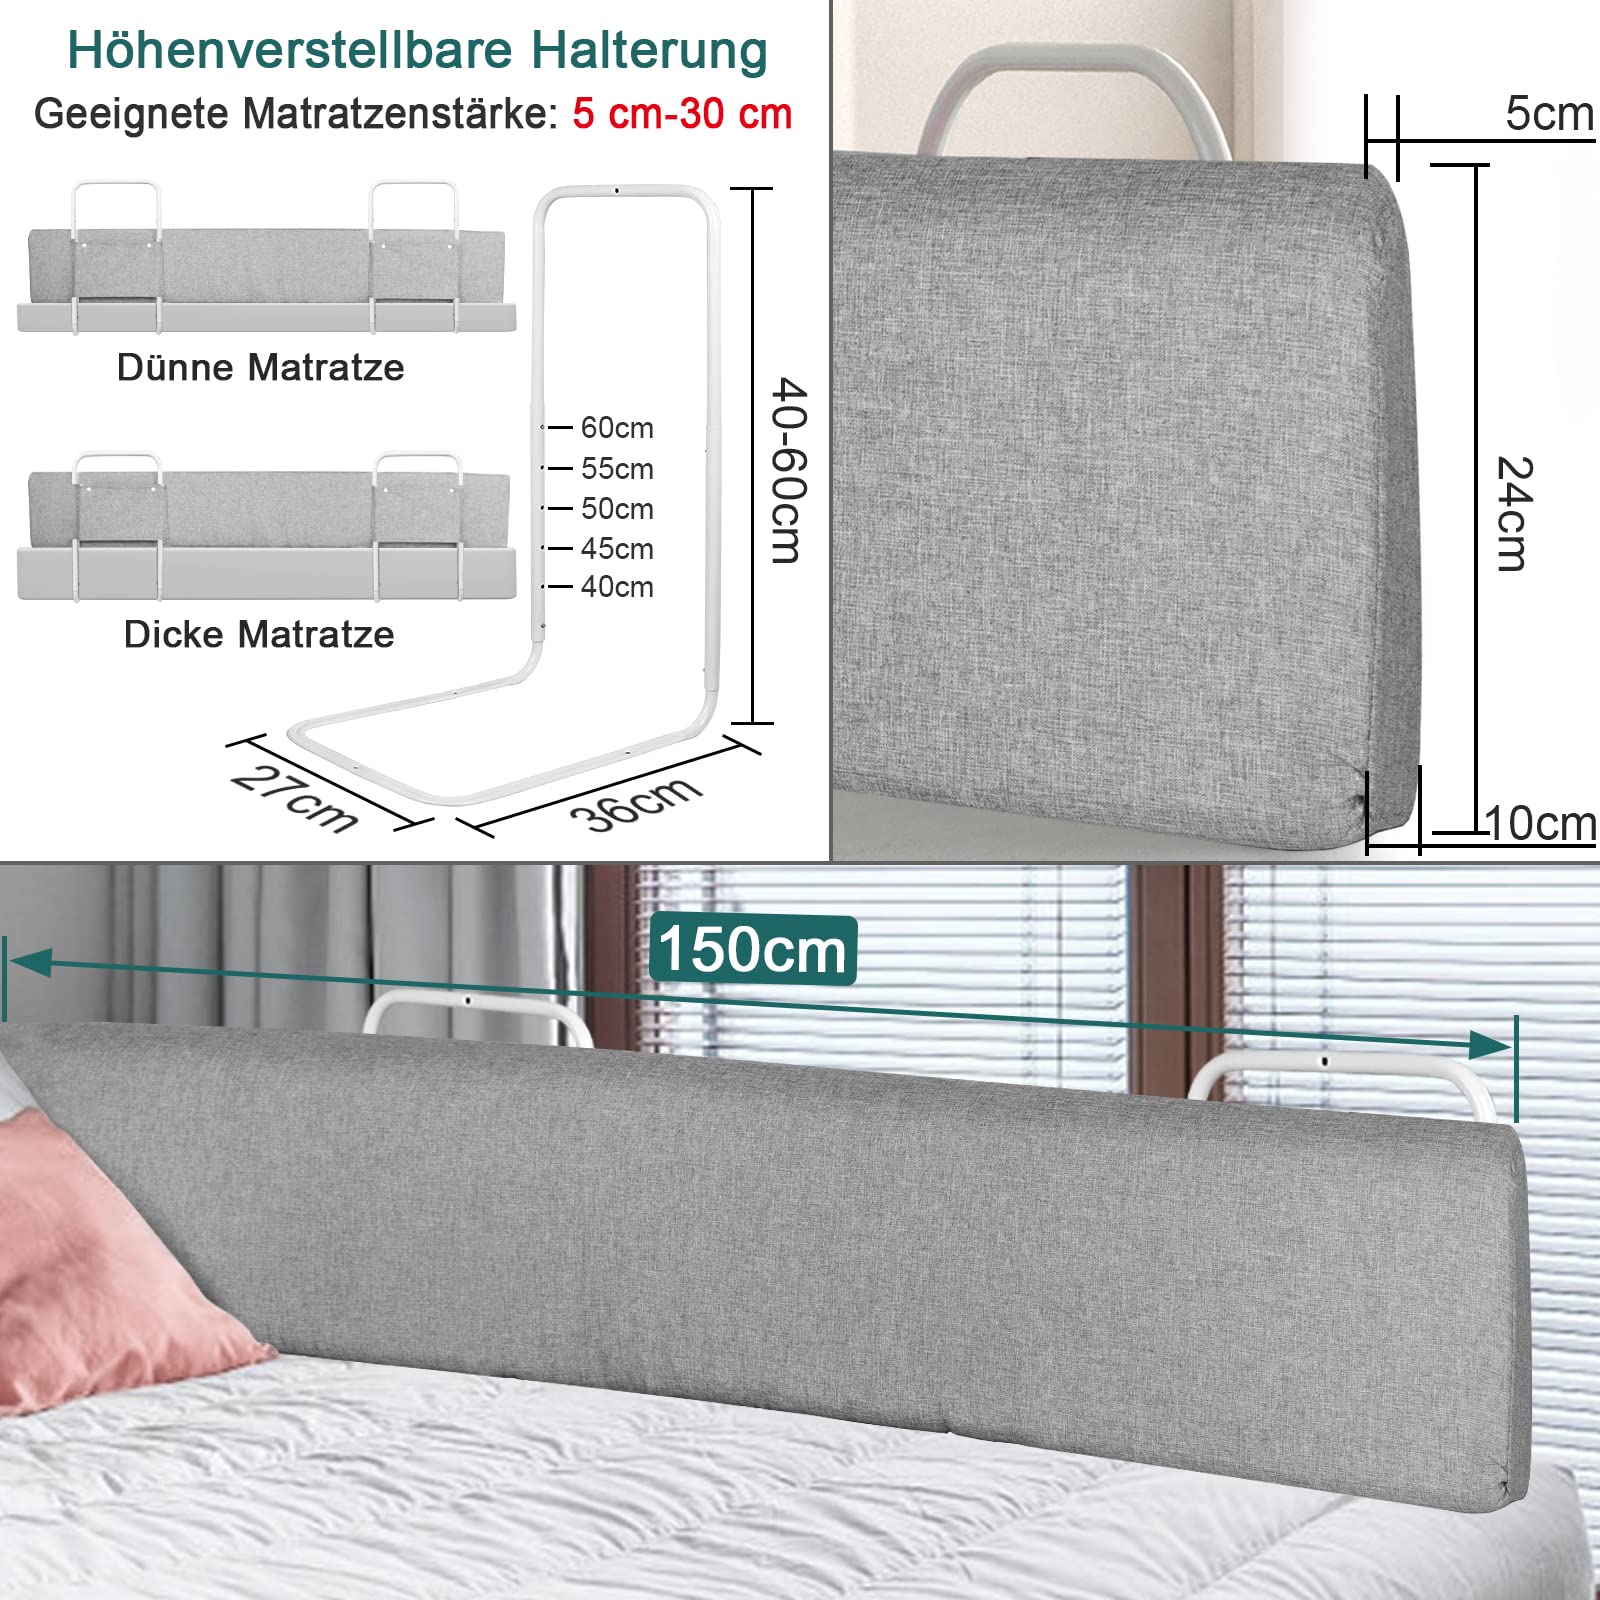 Höhenverstellbare Halterung
Geeignete Matratzenstärke: 5 cm-30 cm
Dünne Matratze
Dicke Matratze
60cm
55cm
50cm
45cm
40cm
40-60cm
27cm
36cm
5cm
24cm
10cm
150cm